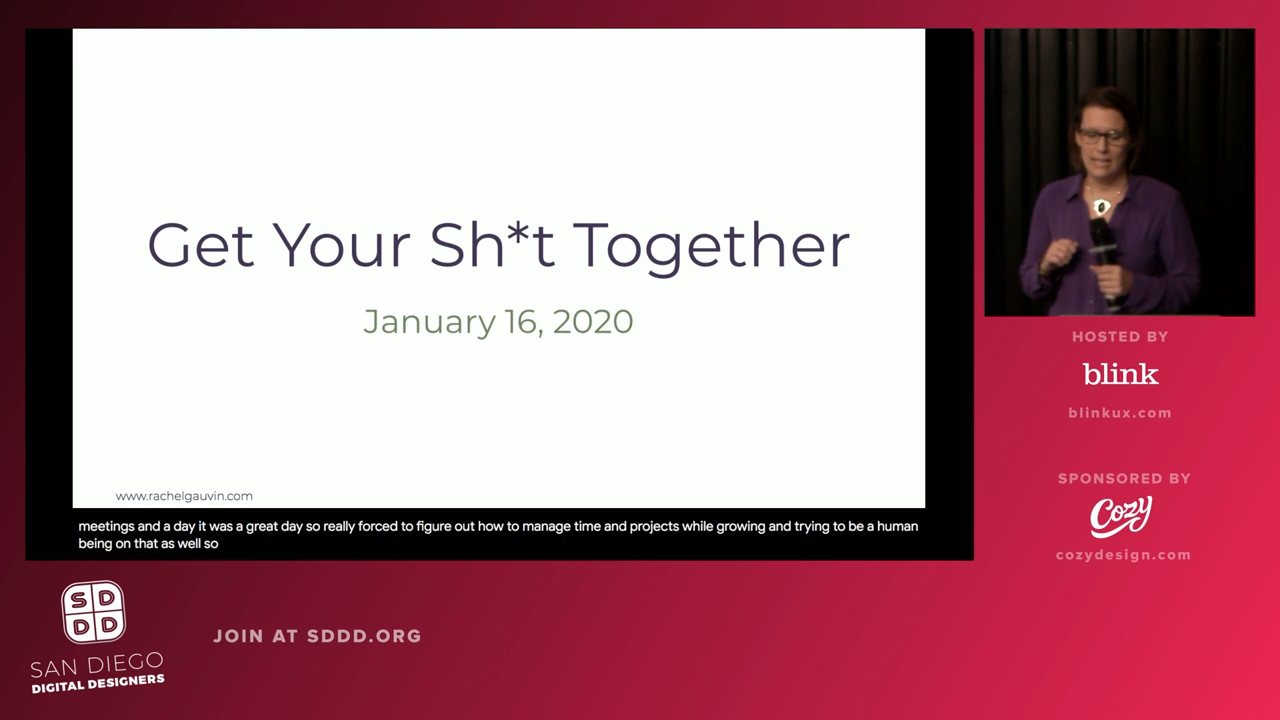 Get Your Sh*t Together
January 16, 2020
www.rachelgauvin.com
meetings and a day it was a great day so really forced to figure out how to manage time and projects while growing and trying to be a human
being on that as well so
HOSTED BY
blink
blinkux.com
SPONSORED BY
Cozy
cozydesign.com
SD
DD
SAN DIEGO
DIGITAL DESIGNERS
JOIN AT SDDD.ORG